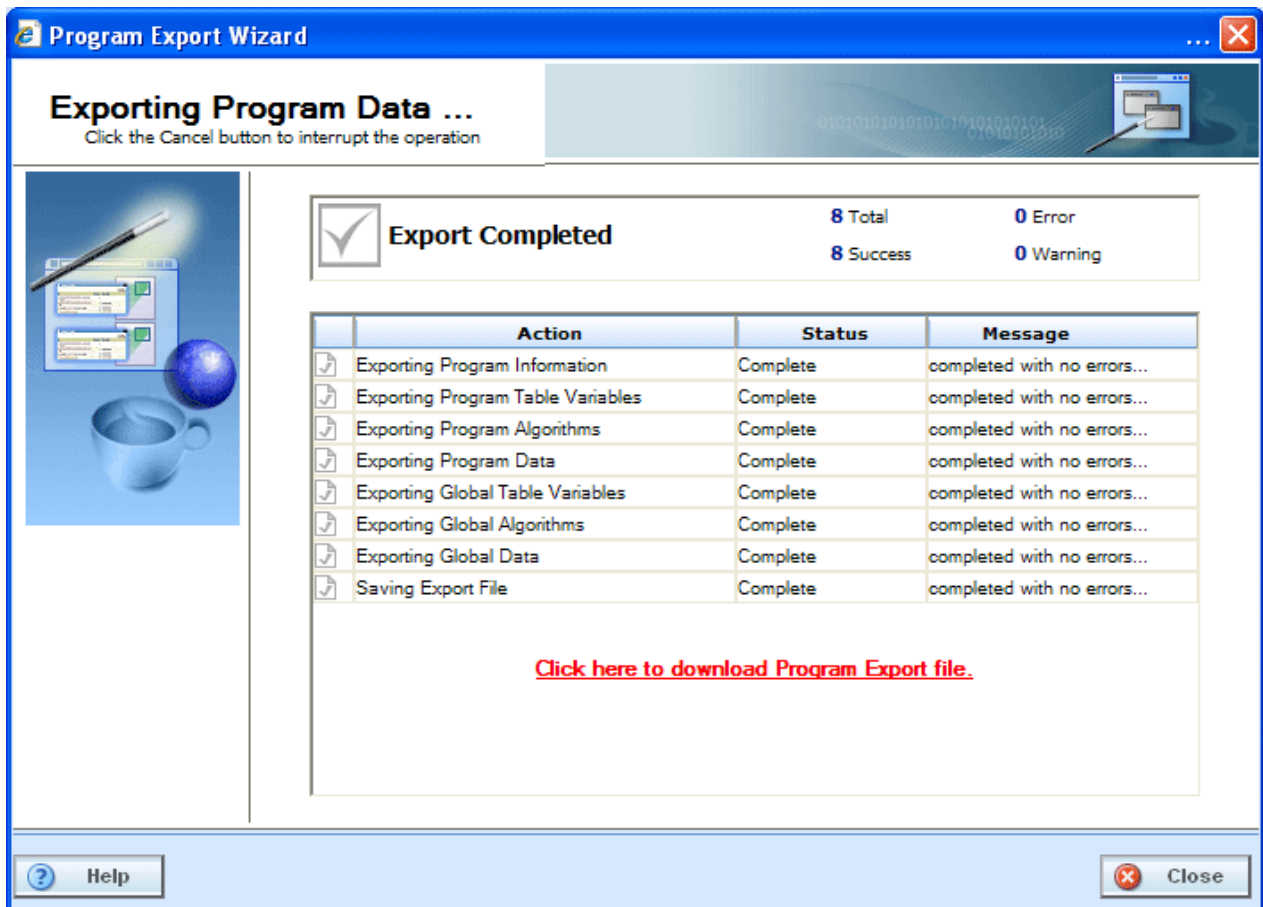 Program Export Wizard ...
Exporting Program Data ...
Click the Cancel button to interrupt the operation
Export Completed
8 Total 0 Error
8 Success 0 Warning
Action Status Message
Exporting Program Information Complete completed with no errors...
Exporting Program Table Variables Complete completed with no errors...
Exporting Program Algorithms Complete completed with no errors...
Exporting Program Data Complete completed with no errors...
Exporting Global Table Variables Complete completed with no errors...
Exporting Global Algorithms Complete completed with no errors...
Exporting Global Data Complete completed with no errors...
Saving Export File Complete completed with no errors...
Click here to download Program Export file.
Help Close